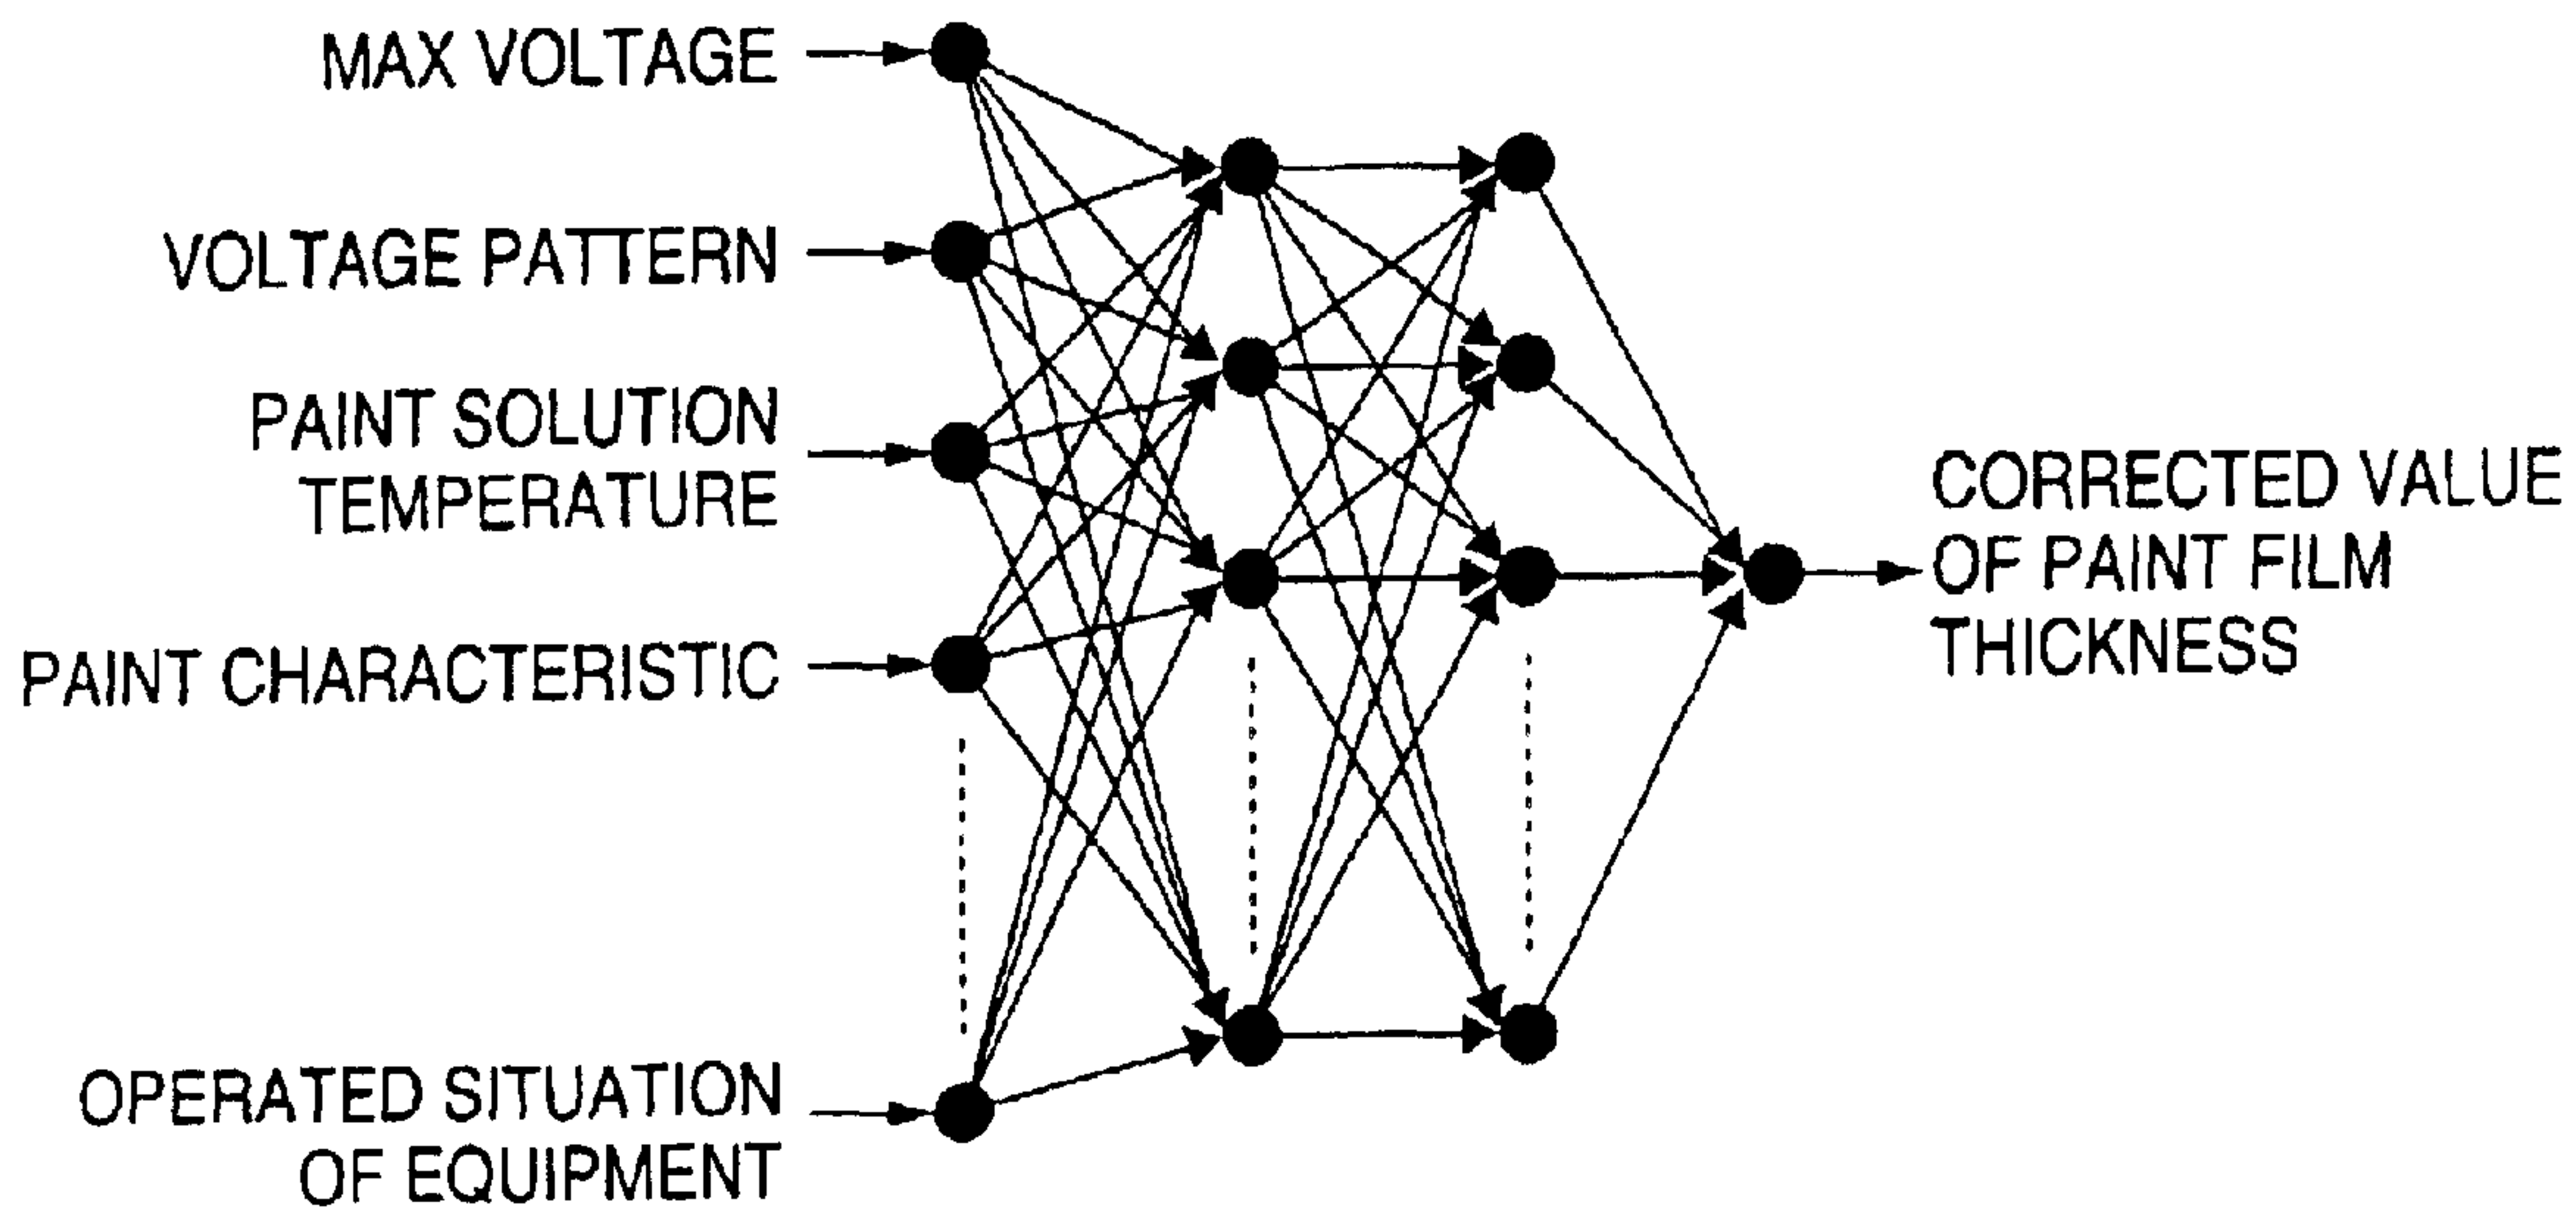 MAX VOLTAGE
VOLTAGE PATTERN
PAINT SOLUTION
TEMPERATURE
PAINT CHARACTERISTIC
OPERATED SITUATION
OF EQUIPMENT
CORRECTED VALUE
OF PAINT FILM
THICKNESS